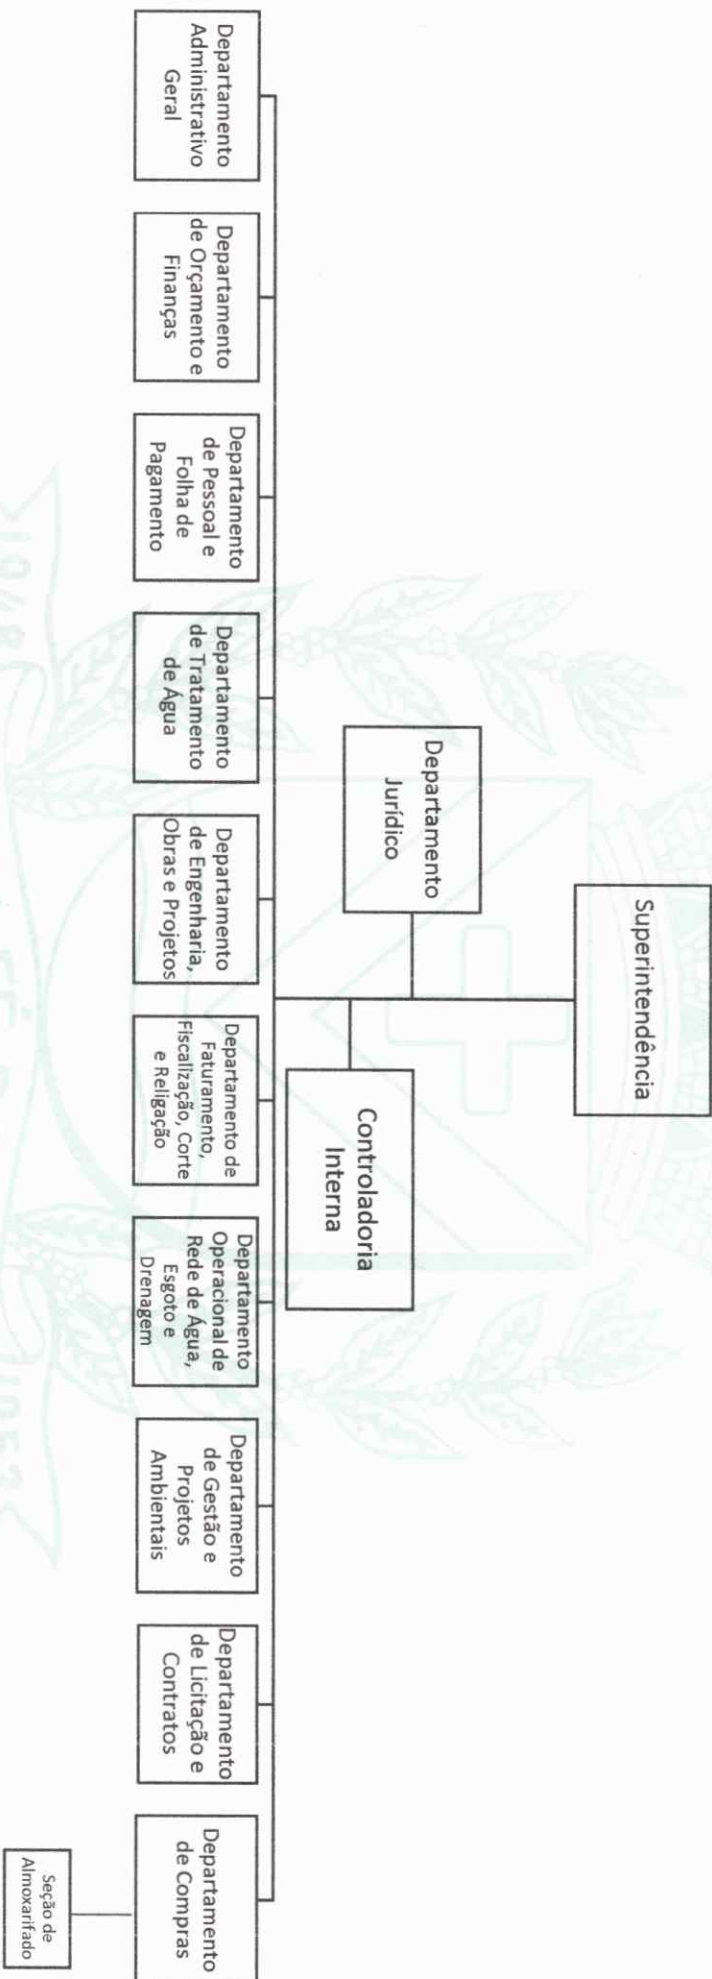 Superintendência
Departamento
Jurídico
Controladoria
Interna
Departamento
Administrativo
Geral
Departamento
de Orçamento e
Finanças
Departamento
de Pessoal e
Folha de
Pagamento
Departamento
de Tratamento
de Água
Departamento
de Engenharia,
Obras e Projetos
Departamento de
Faturamento,
Fiscalização, Corte
e Religação
Departamento
Operacional de
Rede de Água,
Esgoto e
Drenagem
Departamento
de Gestão e
Projetos
Ambientais
Departamento
de Licitação e
Contratos
Departamento
de Compras
Seção de
Almoxarifado
1948